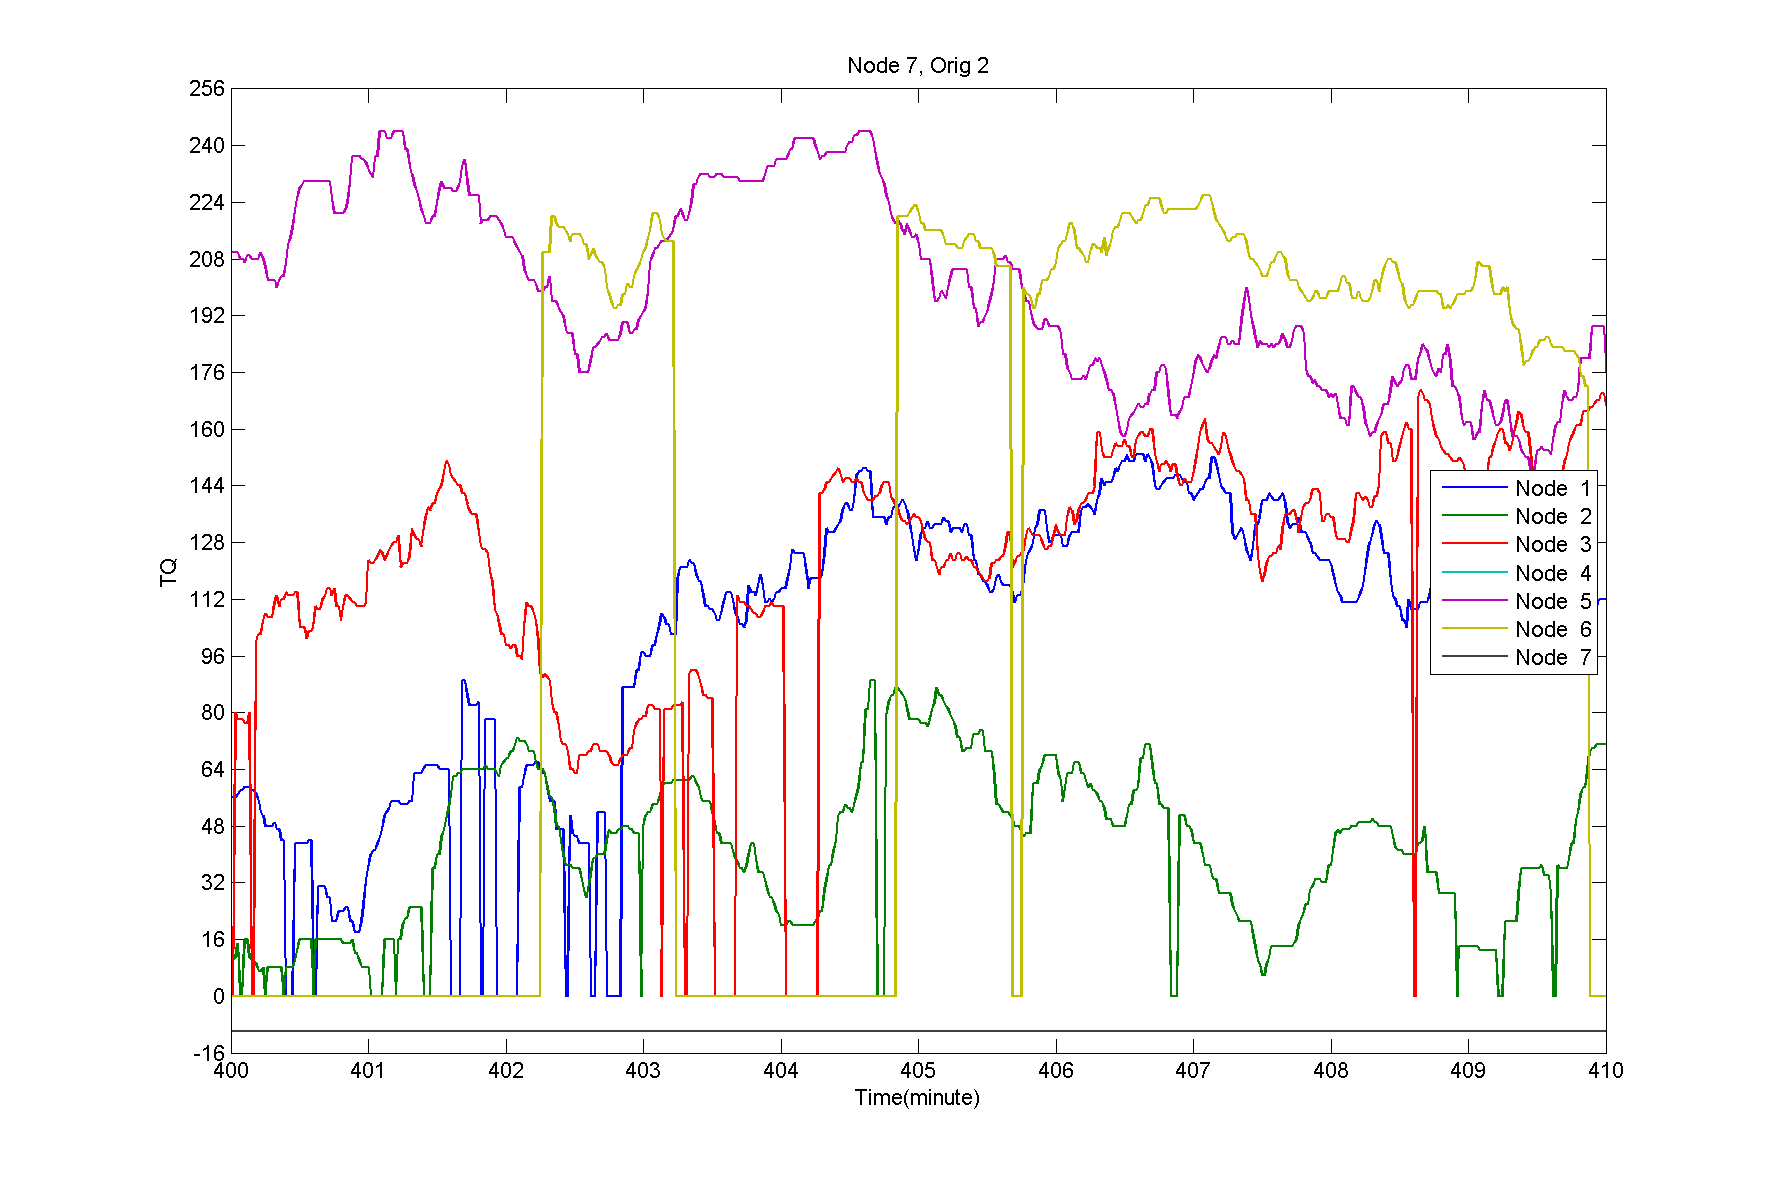 Node 7, Orig 2
256
240
224
208
192
176
160
144
128
112
96
80
64
48
32
16
0
-16
TQ
Node 1
Node 2
Node 3
Node 4
Node 5
Node 6
Node 7
400 401 402 403 404 405 406 407 408 409 410
Time(minute)